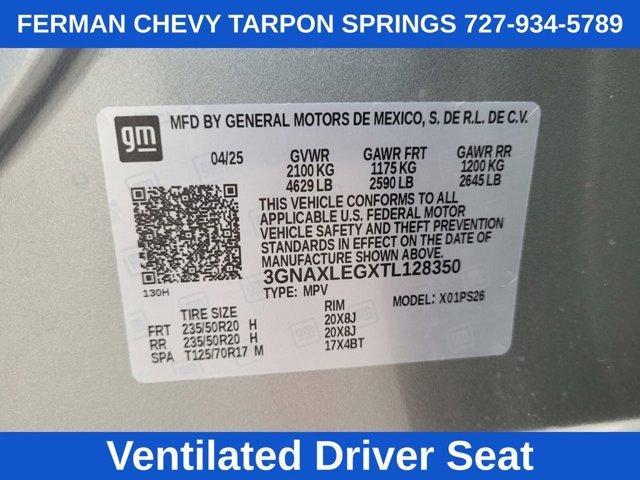 FERMAN CHEVY TARPON SPRINGS 727-934-5789
gm
MFD BY GENERAL MOTORS DE MEXICO, S. DE R.L. DE C.V.
04/25 GVWR GAWR FRT GAWR RR
2100 KG 1175 KG 1200 KG
4629 LB 2590 LB 2645 LB
THIS VEHICLE CONFORMS TO ALL
APPLICABLE U.S. FEDERAL MOTOR
VEHICLE SAFETY AND THEFT PREVENTION
STANDARDS IN EFFECT ON THE DATE OF
MANUFACTURE SHOWN ABOVE.
3GNAXLEGXTL128350
130H
TYPE: MPV MODEL: X01PS26
TIRE SIZE RIM
FRT 235/50R20 H 20X8J
RR 235/50R20 H 20X8J
SPA T125/70R17 M 17X4BT
Ventilated Driver Seat